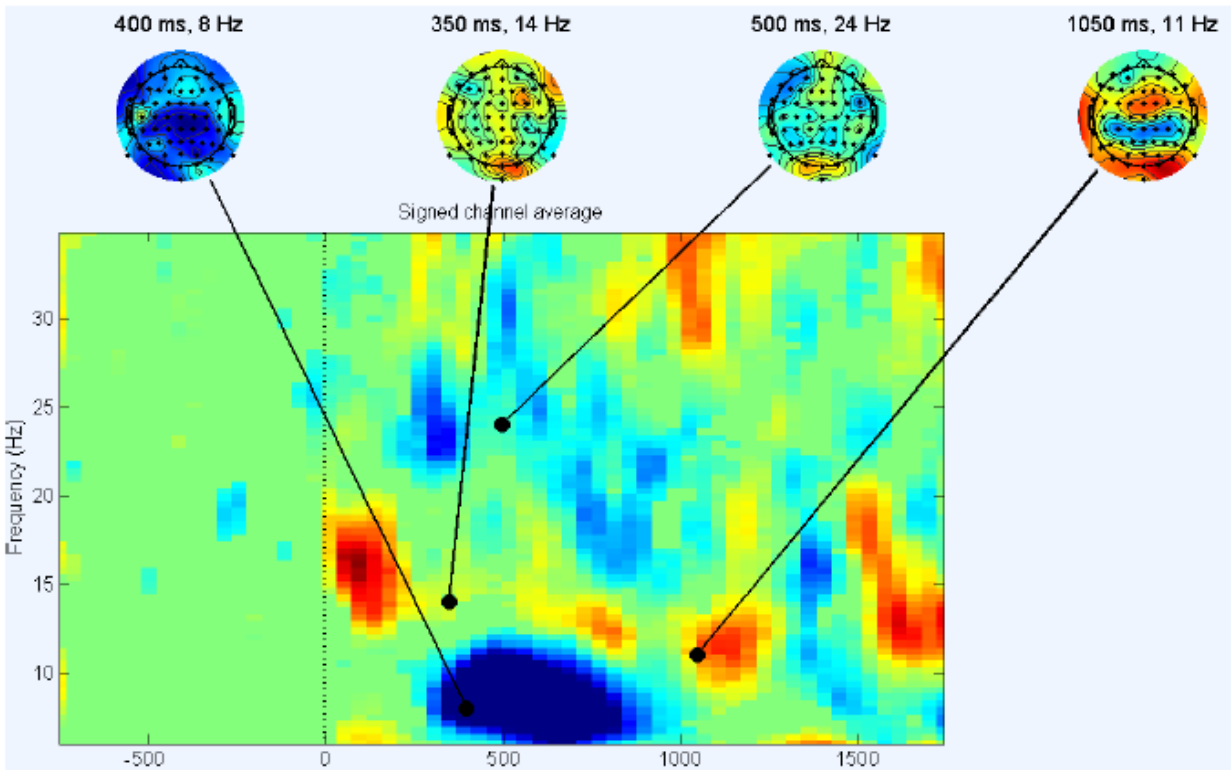 400 ms, 8 Hz
350 ms, 14 Hz
500 ms, 24 Hz
1050 ms, 11 Hz
Signed channel average
Frequency (Hz)
30
25
20
15
10
-500
0
500
1000
1500